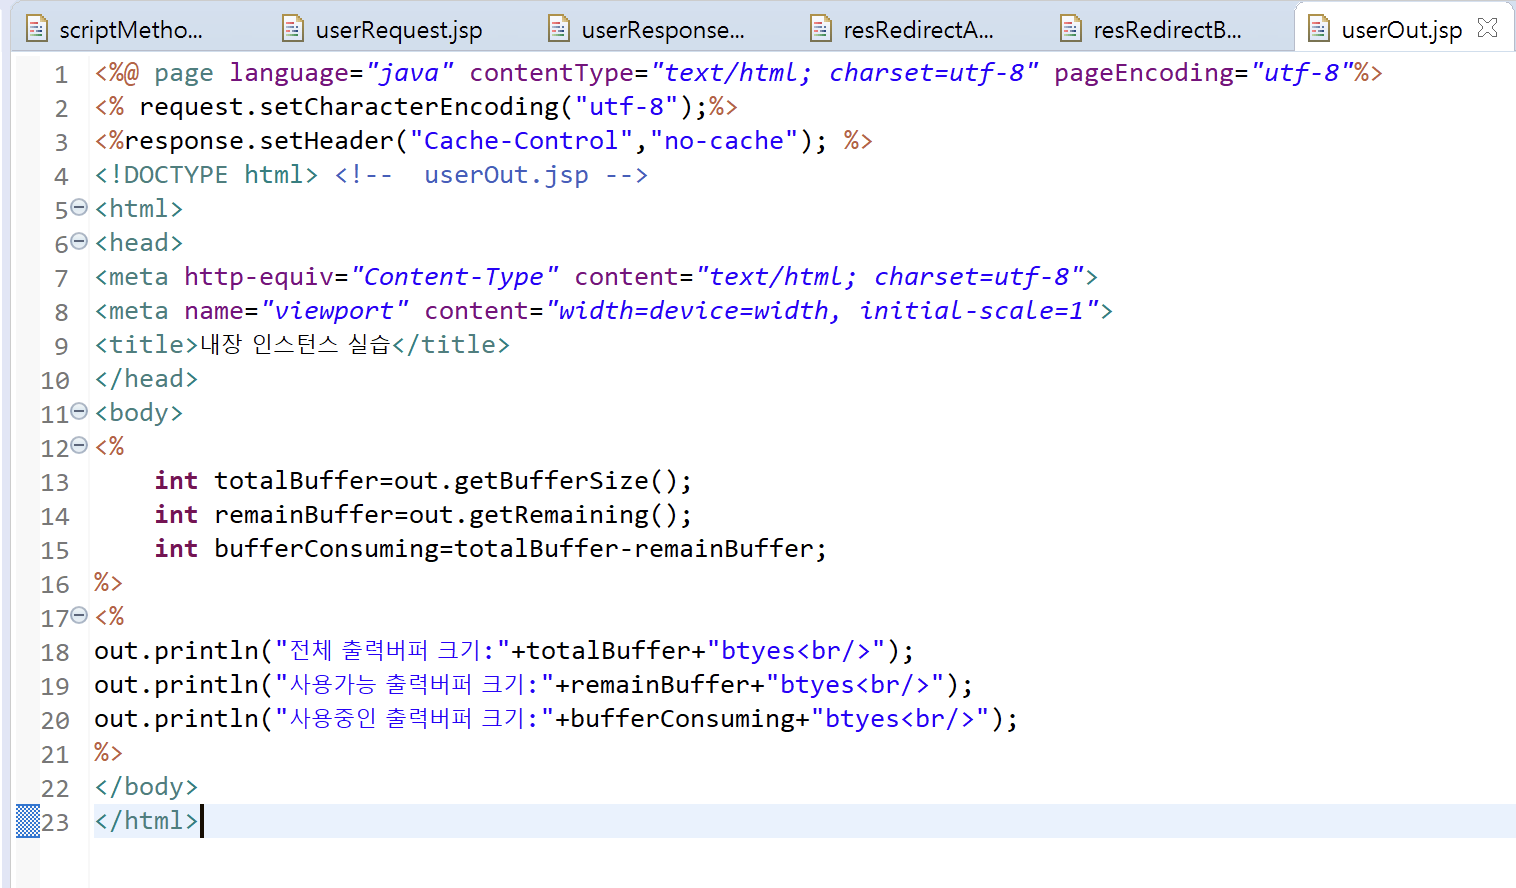 scriptMetho... userRequest.jsp userResponse... resRedirectA... resRedirectB... userOut.jsp
1 <%@ page language="java" contentType="text/html; charset=utf-8" pageEncoding="utf-8"%>
2 <% request.setCharacterEncoding("utf-8");%>
3 <%response.setHeader("Cache-Control","no-cache"); %>
4 <!DOCTYPE html> <!--  userOut.jsp -->
5 <html>
6 <head>
7 <meta http-equiv="Content-Type" content="text/html; charset=utf-8">
8 <meta name="viewport" content="width=device=width, initial-scale=1">
9 <title>내장 인스턴스 실습</title>
10 </head>
11 <body>
12 <%
13     int totalBuffer=out.getBufferSize();
14     int remainBuffer=out.getRemaining();
15     int bufferConsuming=totalBuffer-remainBuffer;
16 %>
17 <%
18 out.println("전체 출력버퍼 크기:"+totalBuffer+"btyes<br/>");
19 out.println("사용가능 출력버퍼 크기:"+remainBuffer+"btyes<br/>");
20 out.println("사용중인 출력버퍼 크기:"+bufferConsuming+"btyes<br/>");
21 %>
22 </body>
23 </html>